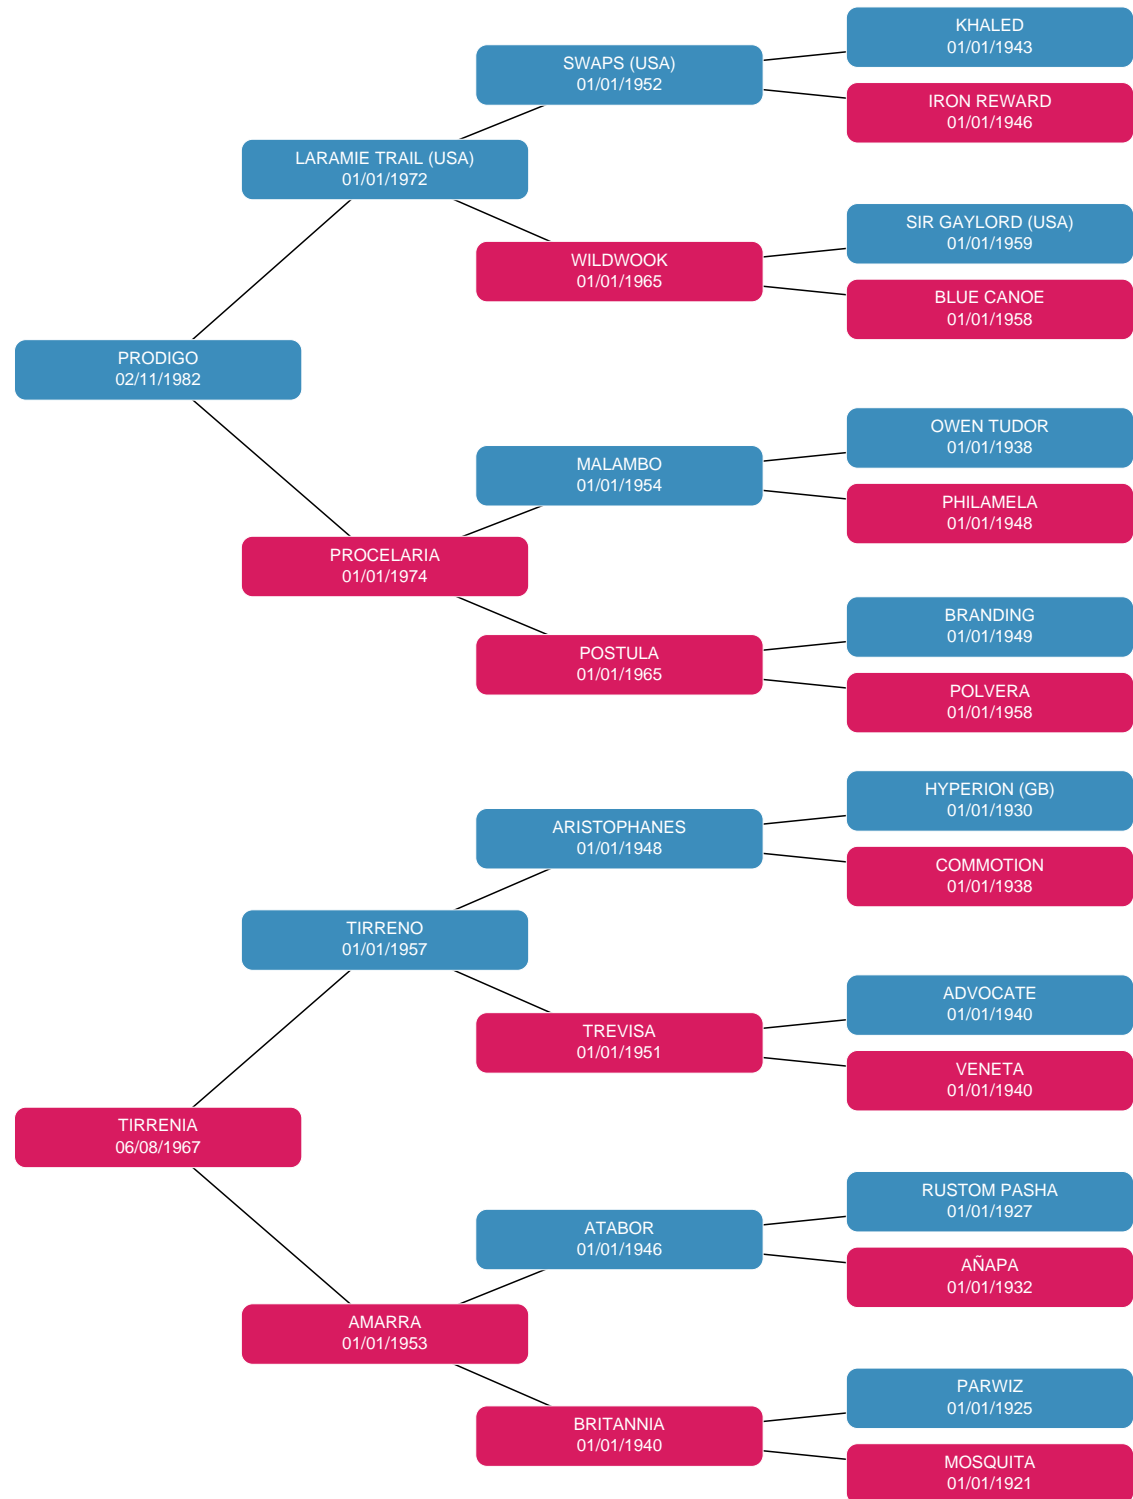 KHALED
01/01/1943
SWAPS (USA)
01/01/1952
IRON REWARD
01/01/1946
LARAMIE TRAIL (USA)
01/01/1972
SIR GAYLORD (USA)
01/01/1959
WILDWOOK
01/01/1965
BLUE CANOE
01/01/1958
PRODIGO
02/11/1982
OWEN TUDOR
01/01/1938
MALAMBO
01/01/1954
PHILAMELA
01/01/1948
PROCELARIA
01/01/1974
BRANDING
01/01/1949
POSTULA
01/01/1965
POLVERA
01/01/1958
HYPERION (GB)
01/01/1930
ARISTOPHANES
01/01/1948
COMMOTION
01/01/1938
TIRRENO
01/01/1957
ADVOCATE
01/01/1940
TREVISA
01/01/1951
VENETA
01/01/1940
TIRRENIA
06/08/1967
RUSTOM PASHA
01/01/1927
ATABOR
01/01/1946
AÑAPA
01/01/1932
AMARRA
01/01/1953
PARWIZ
01/01/1925
BRITANNIA
01/01/1940
MOSQUITA
01/01/1921